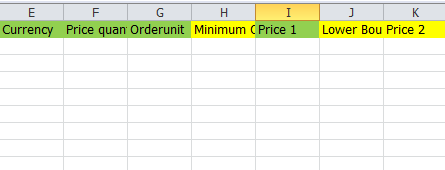 E F G H I J K
Currency Price quan Orderunit Minimum O Price 1 Lower Bou Price 2